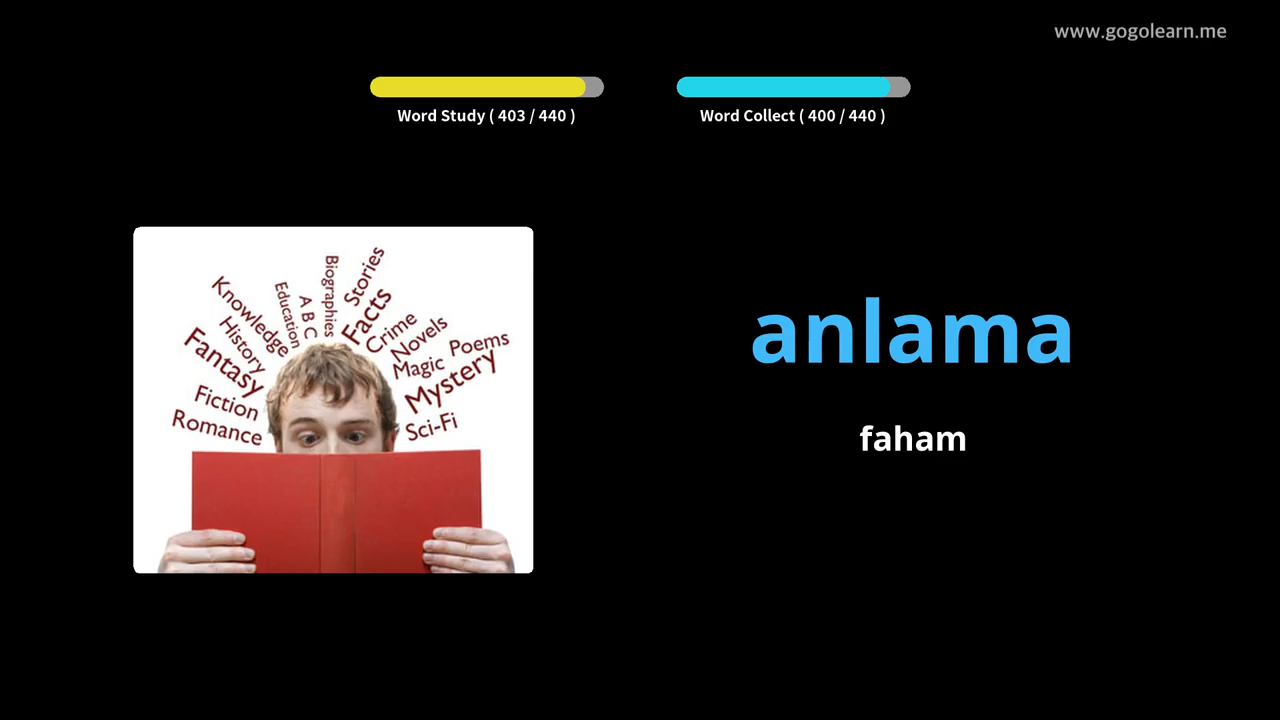 www.gogolearn.me
Word Study ( 403 / 440 )
Word Collect ( 400 / 440 )
Biographies
Stories
Education
A B C
Facts
Knowledge
Crime
History
Novels
Poems
Fantasy
Magic
Mystery
Fiction
Romance
Sci-Fi
anlama
faham